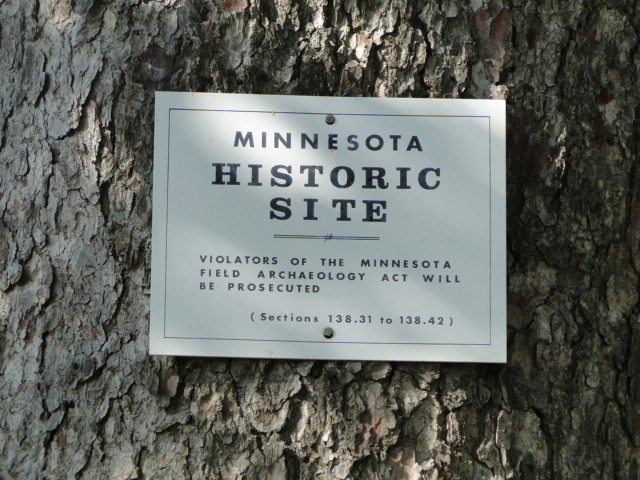 MINNESOTA
HISTORIC
SITE
VIOLATORS OF THE MINNESOTA
FIELD ARCHAEOLOGY ACT WILL
BE PROSECUTED
(Sections 138.31 to 138.42)